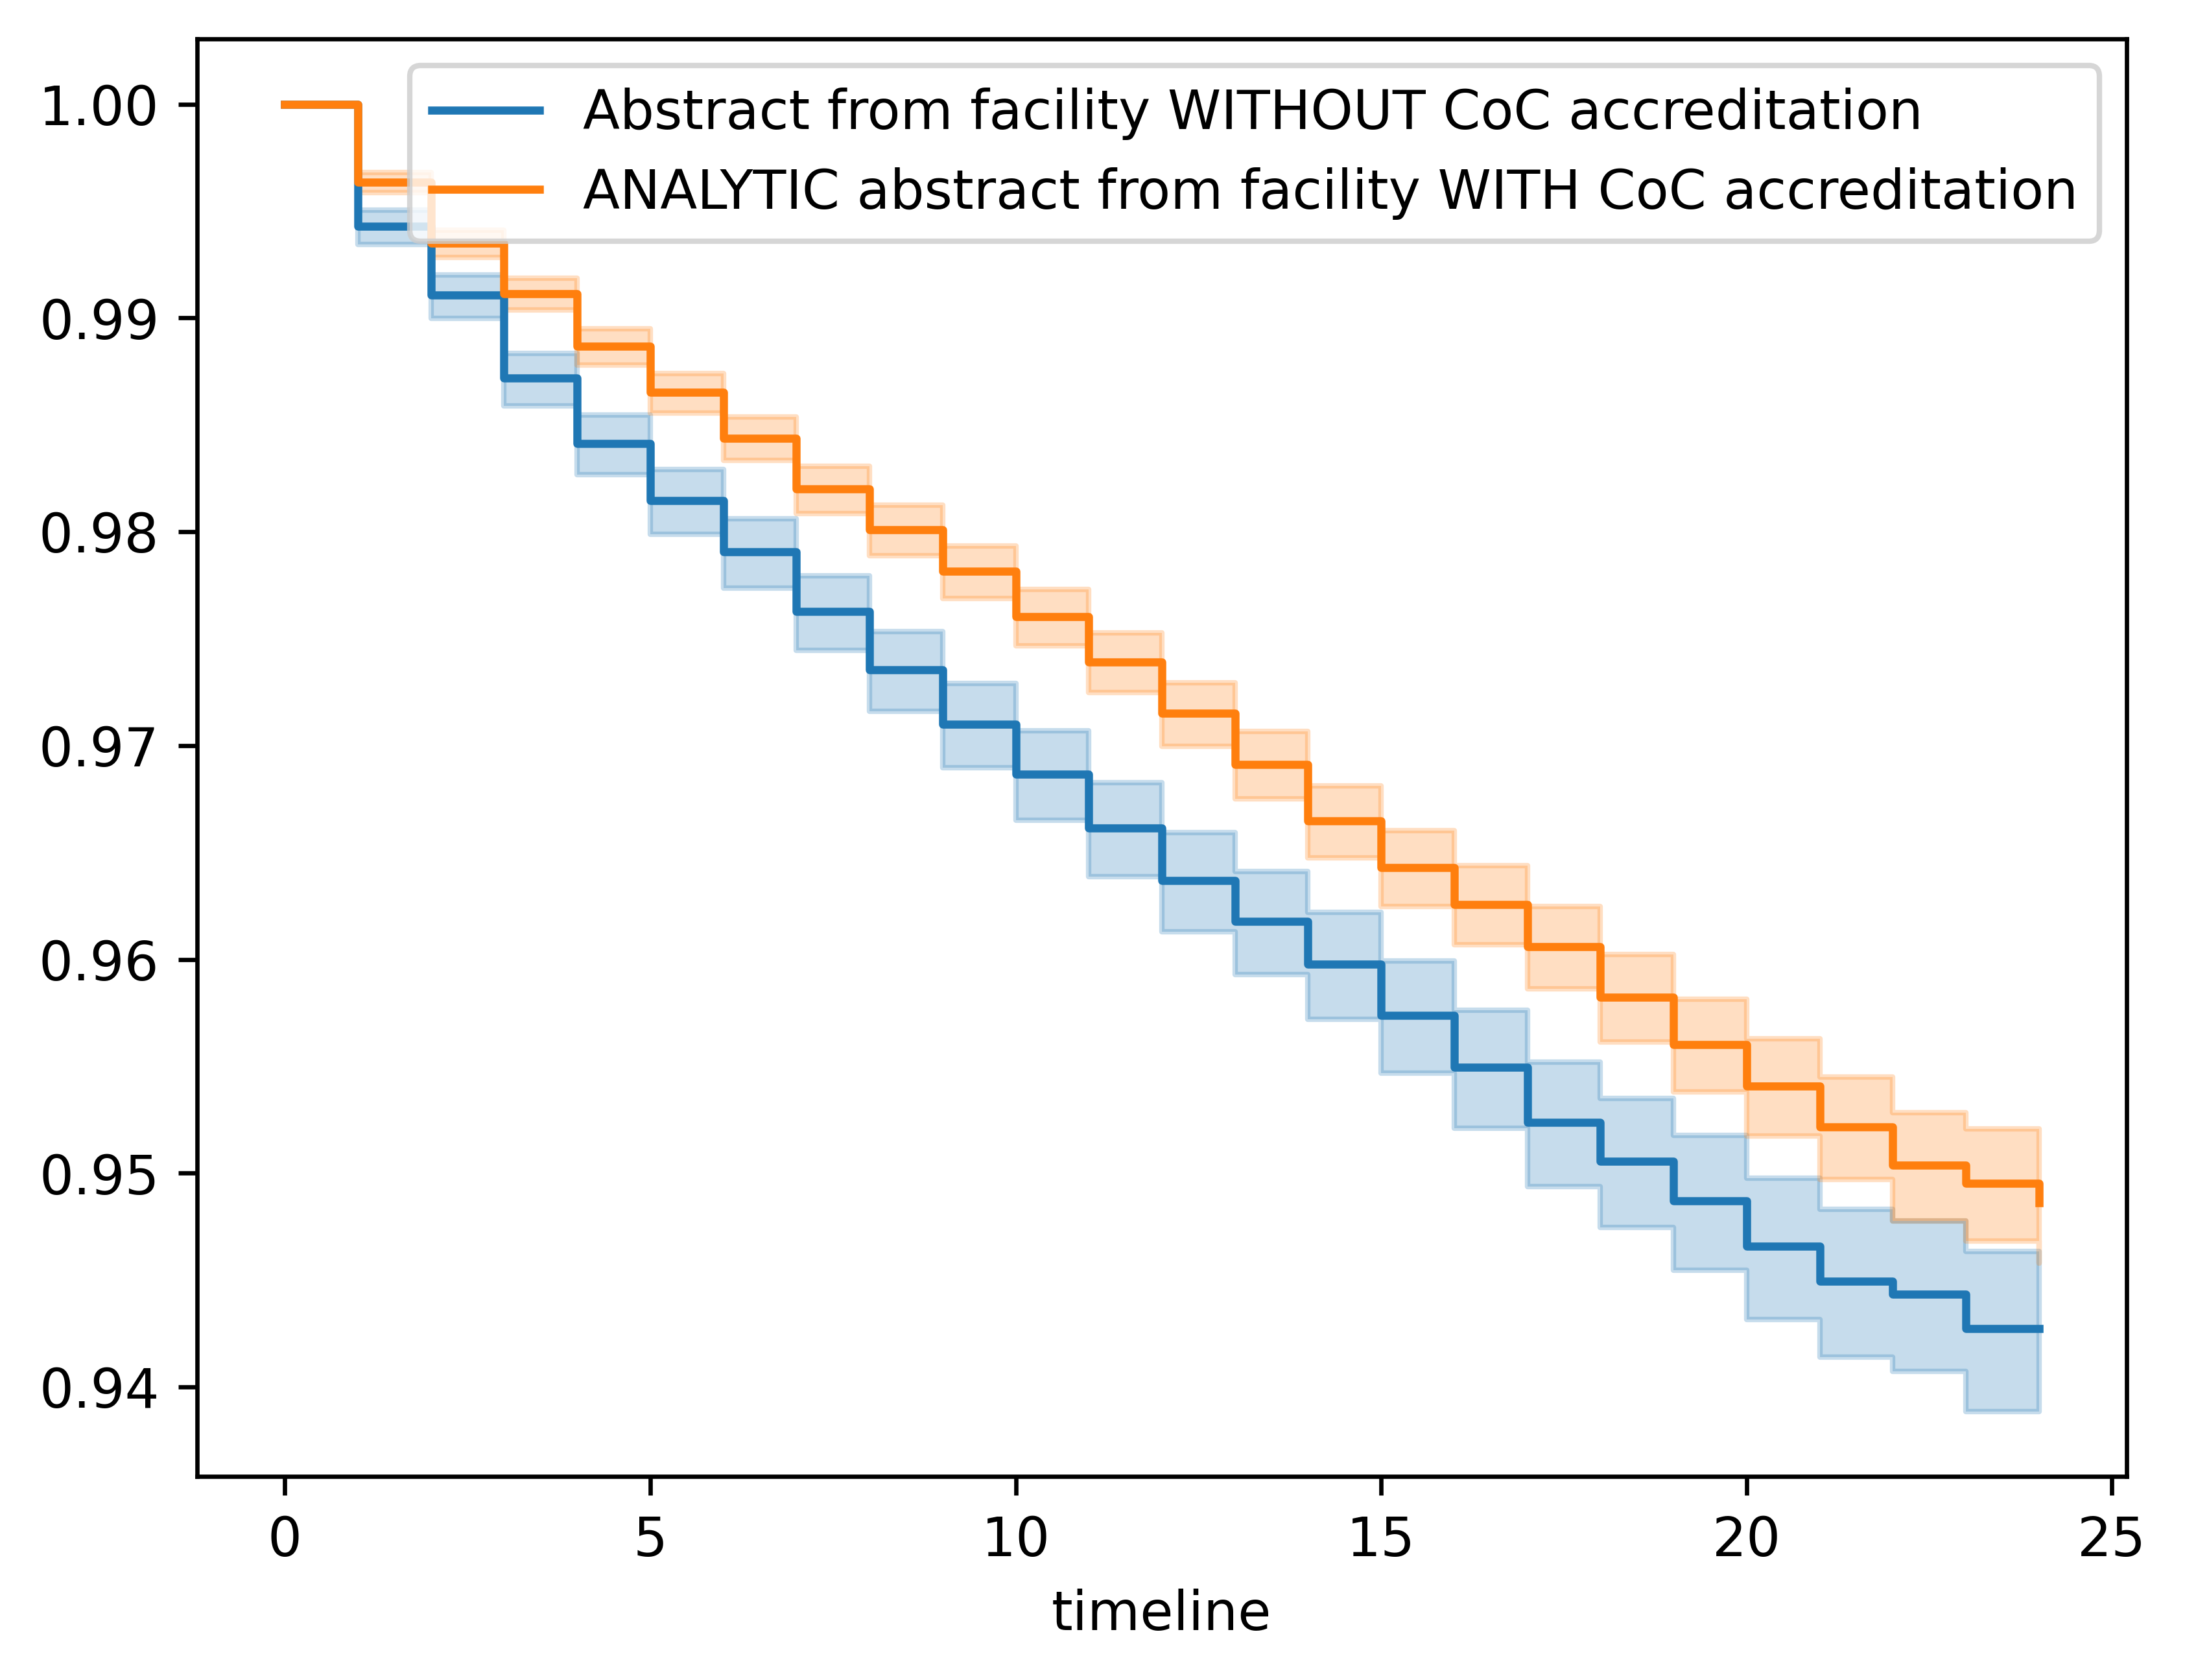 Abstract from facility WITHOUT CoC accreditation
ANALYTIC abstract from facility WITH CoC accreditation
1.00
0.99
0.98
0.97
0.96
0.95
0.94
0 5 10 15 20 25
timeline